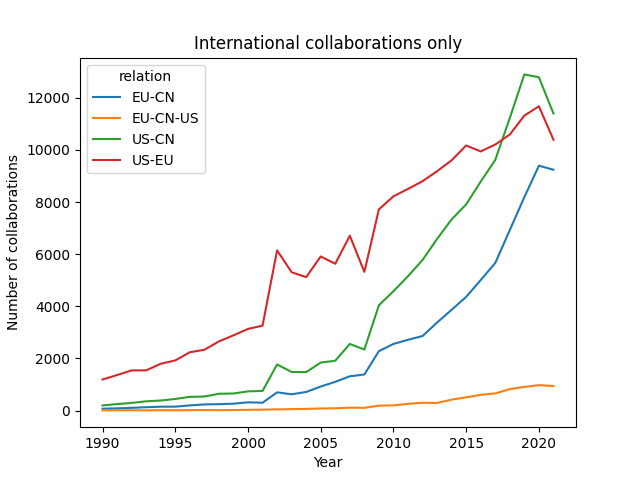 International collaborations only
relation
EU-CN
EU-CN-US
US-CN
US-EU
Number of collaborations
12000
10000
8000
6000
4000
2000
0
1990 1995 2000 2005 2010 2015 2020
Year